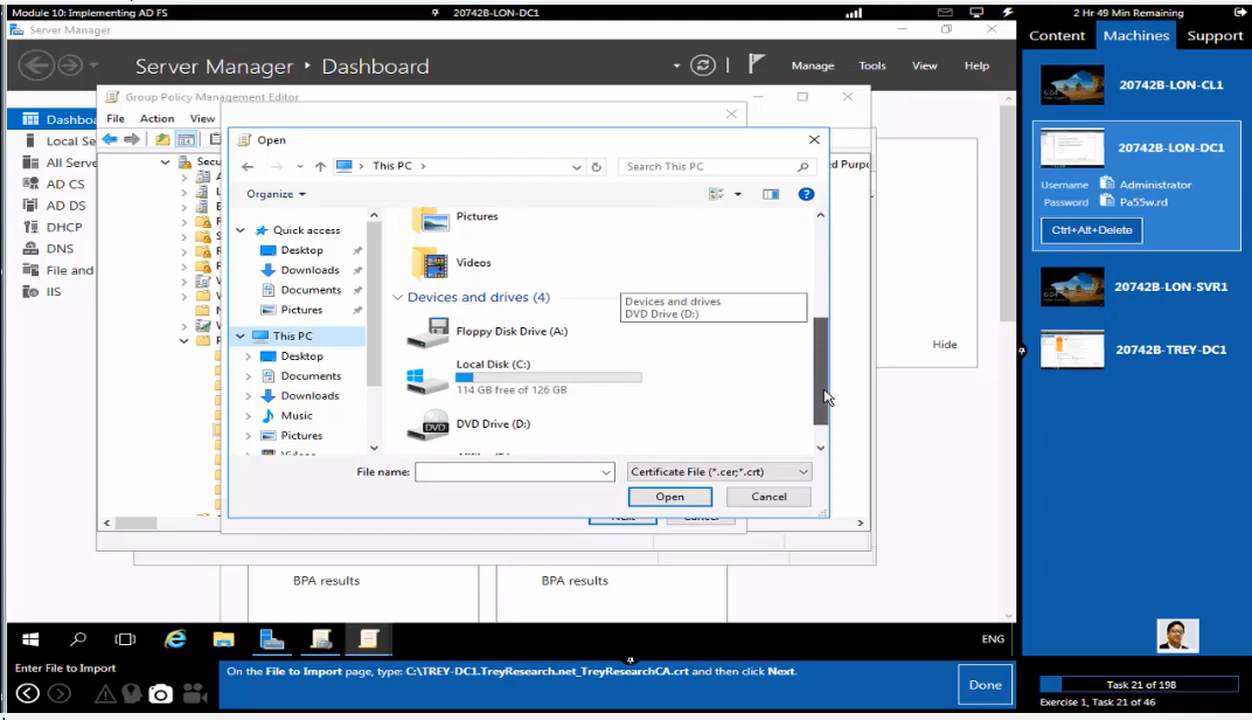 Module 10: Implementing AD FS
20742B-LON-DC1
2 Hr 49 Min Remaining
Server Manager
Content
Machines
Support
Server Manager
Dashboard
Manage
Tools
View
Help
20742B-LON-CL1
Group Policy Management Editor
File
Action
View
Dashboa
Local Se
All Serve
AD CS
AD DS
DHCP
DNS
File and
IIS
Secu
Open
This PC
Search This PC
ed Purpo
Organize
20742B-LON-DC1
Username
Administrator
Password
Pa55w.rd
Ctrl+Alt+Delete
Quick access
Desktop
Downloads
Documents
Pictures
This PC
Desktop
Documents
Downloads
Music
Pictures
Pictures
Videos
Devices and drives (4)
Devices and drives
DVD Drive (D:)
Floppy Disk Drive (A:)
Local Disk (C:)
114 GB free of 126 GB
DVD Drive (D:)
20742B-LON-SVR1
Hide
20742B-TREY-DC1
File name:
Certificate File (*.cer;*.crt)
Open
Cancel
BPA results
BPA results
ENG
Enter File to Import
On the File to Import page, type: C:\TREY-DC1.TreyResearch.net_TreyResearchCA.crt and then click Next.
Done
Task 21 of 198
Exercise 1, Task 21 of 46